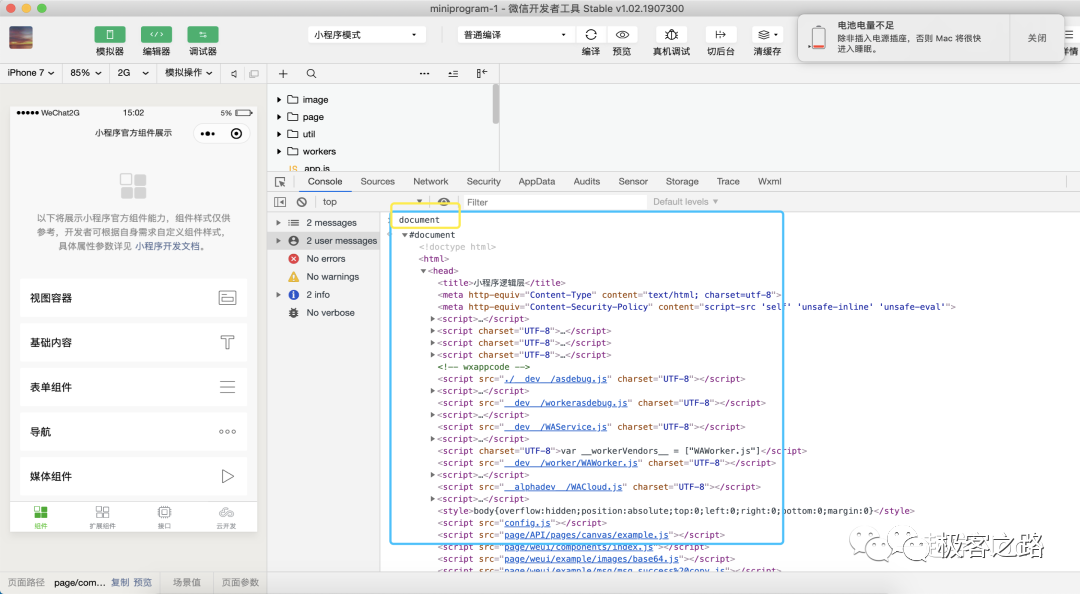 miniprogram-1 - 微信开发者工具 Stable v1.02.1907300
模拟器 编辑器 调试器
小程序模式
普通编译
编译 预览 真机调试 切后台 清缓存
电池电量不足
除非插入电源插座，否则 Mac 将很快
进入睡眠。
关闭
详情
iPhone 7 85% 2G 模拟操作
WeChat2G 15:02 5%
小程序官方组件展示
以下将展示小程序官方组件能力，组件样式仅供
参考，开发者可根据自身需求自定义组件样式，
具体属性参数详见 小程序开发文档。
视图容器
基础内容
表单组件
导航
媒体组件
组件 扩展组件 接口 云开发
页面路径 page/com... 复制 预览 场景值 页面参数
image
page
util
workers
JS app.js
Console Sources Network Security AppData Audits Sensor Storage Trace Wxml
top Filter Default levels ▼
2 messages
2 user messages
No errors
No warnings
2 info
No verbose
document
▼#document
<!doctype html>
<html>
▼<head>
<title>小程序逻辑层</title>
<meta http-equiv="Content-Type" content="text/html; charset=utf-8">
<meta http-equiv="Content-Security-Policy" content="script-src 'self' 'unsafe-inline' 'unsafe-eval'">
▶<script>…</script>
▶<script charset="UTF-8">…</script>
▶<script charset="UTF-8">…</script>
▶<script charset="UTF-8">…</script>
<!-- wxappcode -->
<script src="./__dev__/asdebug.js" charset="UTF-8"></script>
▶<script>…</script>
<script src="__dev__/workerasdebug.js" charset="UTF-8"></script>
▶<script>…</script>
<script src="__dev__/WAService.js" charset="UTF-8"></script>
▶<script>…</script>
<script charset="UTF-8">var __workerVendors__ = ["WAWorker.js"]</script>
<script src="__dev__/worker/WAWorker.js" charset="UTF-8"></script>
▶<script>…</script>
<script src="__alphadev__/WACloud.js" charset="UTF-8"></script>
▶<script>…</script>
<style>body{overflow:hidden;position:absolute;top:0;left:0;right:0;bottom:0;margin:0}</style>
<script src="config.js"></script>
<script src="page/API/pages/canvas/example.js"></script>
<script src="page/weui/components/index.js"></script>
<script src="page/weui/example/images/base64.js"></script>
<script src="page/weui/example/msg/msg_success%20copy.js"></script>
极客之路